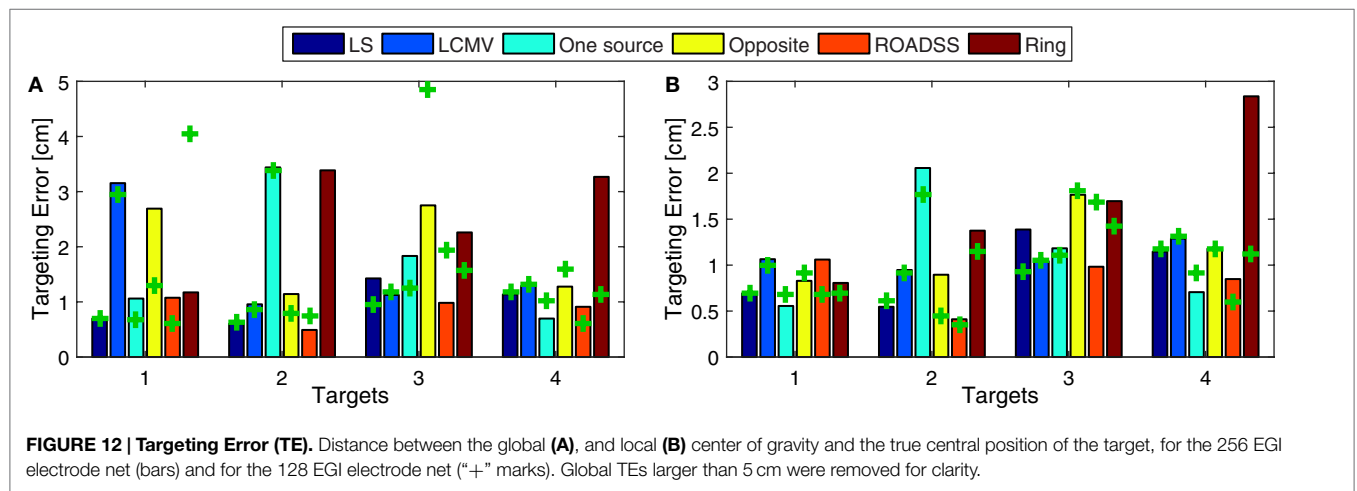 LS LCMV One source Opposite ROADSS Ring
A
Targeting Error [cm]
5
4
3
2
1
0
1 2 3 4
Targets
B
Targeting Error [cm]
3
2.5
2
1.5
1
0.5
0
1 2 3 4
Targets
FIGURE 12 | Targeting Error (TE). Distance between the global (A), and local (B) center of gravity and the true central position of the target, for the 256 EGI
electrode net (bars) and for the 128 EGI electrode net (“+” marks). Global TEs larger than 5 cm were removed for clarity.